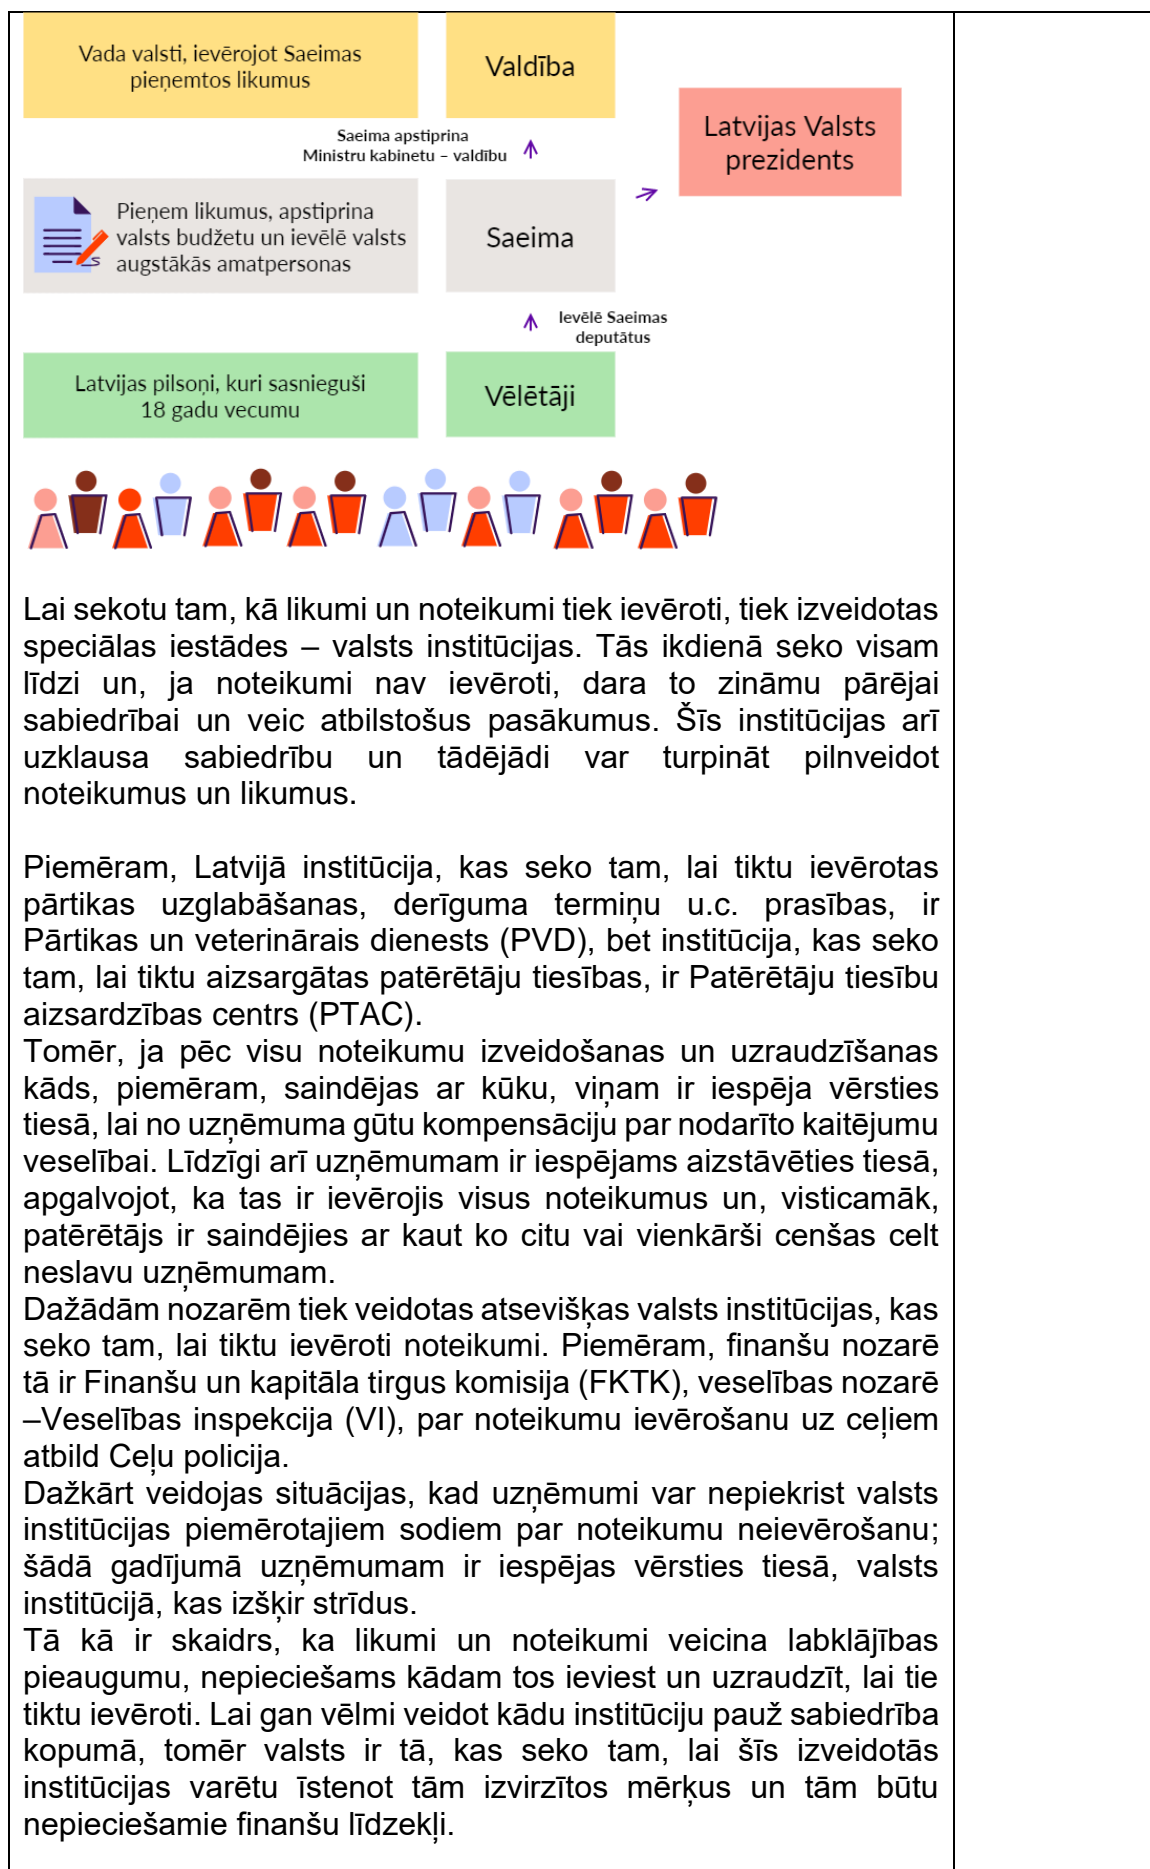 Vada valsti, ievērojot Saeimas
pieņemtos likumus
Valdība
Latvijas Valsts
prezidents
Saeima apstiprina
Ministru kabinetu – valdību
Pieņem likumus, apstiprina
valsts budžetu un ievēlē valsts
augstākās amatpersonas
Saeima
Ievēlē Saeimas
deputātus
Latvijas pilsoņi, kuri sasnieguši
18 gadu vecumu
Vēlētāji
Lai sekotu tam, kā likumi un noteikumi tiek ievēroti, tiek izveidotas
speciālas iestādes – valsts institūcijas. Tās ikdienā seko visam
līdzi un, ja noteikumi nav ievēroti, dara to zināmu pārējai
sabiedrībai un veic atbilstošus pasākumus. Šīs institūcijas arī
uzklausa sabiedrību un tādējādi var turpināt pilnveidot
noteikumus un likumus.
Piemēram, Latvijā institūcija, kas seko tam, lai tiktu ievērotas
pārtikas uzglabāšanas, derīguma termiņu u.c. prasības, ir
Pārtikas un veterinārais dienests (PVD), bet institūcija, kas seko
tam, lai tiktu aizsargātas patērētāju tiesības, ir Patērētāju tiesību
aizsardzības centrs (PTAC).
Tomēr, ja pēc visu noteikumu izveidošanas un uzraudzīšanas
kāds, piemēram, saindējas ar kūku, viņam ir iespēja vērsties
tiesā, lai no uzņēmuma gūtu kompensāciju par nodarīto kaitējumu
veselībai. Līdzīgi arī uzņēmumam ir iespējams aizstāvēties tiesā,
apgalvojot, ka tas ir ievērojis visus noteikumus un, visticamāk,
patērētājs ir saindējies ar kaut ko citu vai vienkārši cenšas celt
neslavu uzņēmumam.
Dažādām nozarēm tiek veidotas atsevišķas valsts institūcijas, kas
seko tam, lai tiktu ievēroti noteikumi. Piemēram, finanšu nozarē
tā ir Finanšu un kapitāla tirgus komisija (FKTK), veselības nozarē
–Veselības inspekcija (VI), par noteikumu ievērošanu uz ceļiem
atbild Ceļu policija.
Dažkārt veidojas situācijas, kad uzņēmumi var nepiekrist valsts
institūcijas piemērotajiem sodiem par noteikumu neievērošanu;
šādā gadījumā uzņēmumam ir iespējas vērsties tiesā, valsts
institūcijā, kas izšķir strīdus.
Tā kā ir skaidrs, ka likumi un noteikumi veicina labklājības
pieaugumu, nepieciešams kādam tos ieviest un uzraudzīt, lai tie
tiktu ievēroti. Lai gan vēlmi veidot kādu institūciju pauž sabiedrība
kopumā, tomēr valsts ir tā, kas seko tam, lai šīs izveidotās
institūcijas varētu īstenot tām izvirzītos mērķus un tām būtu
nepieciešamie finanšu līdzekļi.